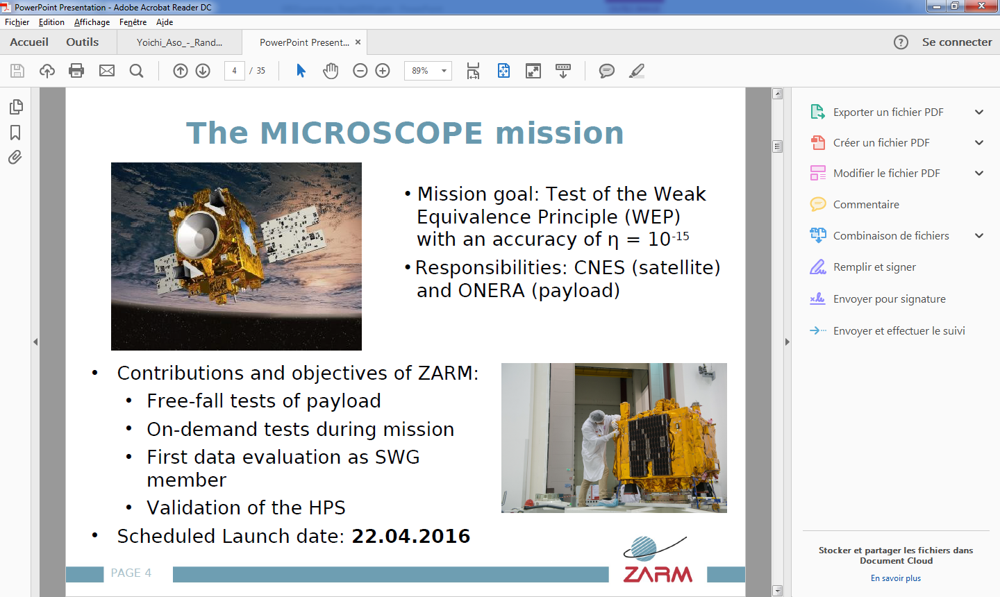 PowerPoint Presentation - Adobe Acrobat Reader DC
Fichier Edition Affichage Fenêtre Aide
Accueil Outils Yoichi_Aso_-_Rand... PowerPoint Present... × ? Se connecter
4 / 35 89%
The MICROSCOPE mission
• Mission goal: Test of the Weak
Equivalence Principle (WEP)
with an accuracy of η = 10⁻¹⁵
• Responsibilities: CNES (satellite)
and ONERA (payload)
• Contributions and objectives of ZARM:
• Free-fall tests of payload
• On-demand tests during mission
• First data evaluation as SWG
member
• Validation of the HPS
• Scheduled Launch date: 22.04.2016
PAGE 4
ZARM
Exporter un fichier PDF
Créer un fichier PDF
Modifier le fichier PDF
Commentaire
Combinaison de fichiers
Remplir et signer
Envoyer pour signature
Envoyer et effectuer le suivi
Stocker et partager les fichiers dans
Document Cloud
En savoir plus